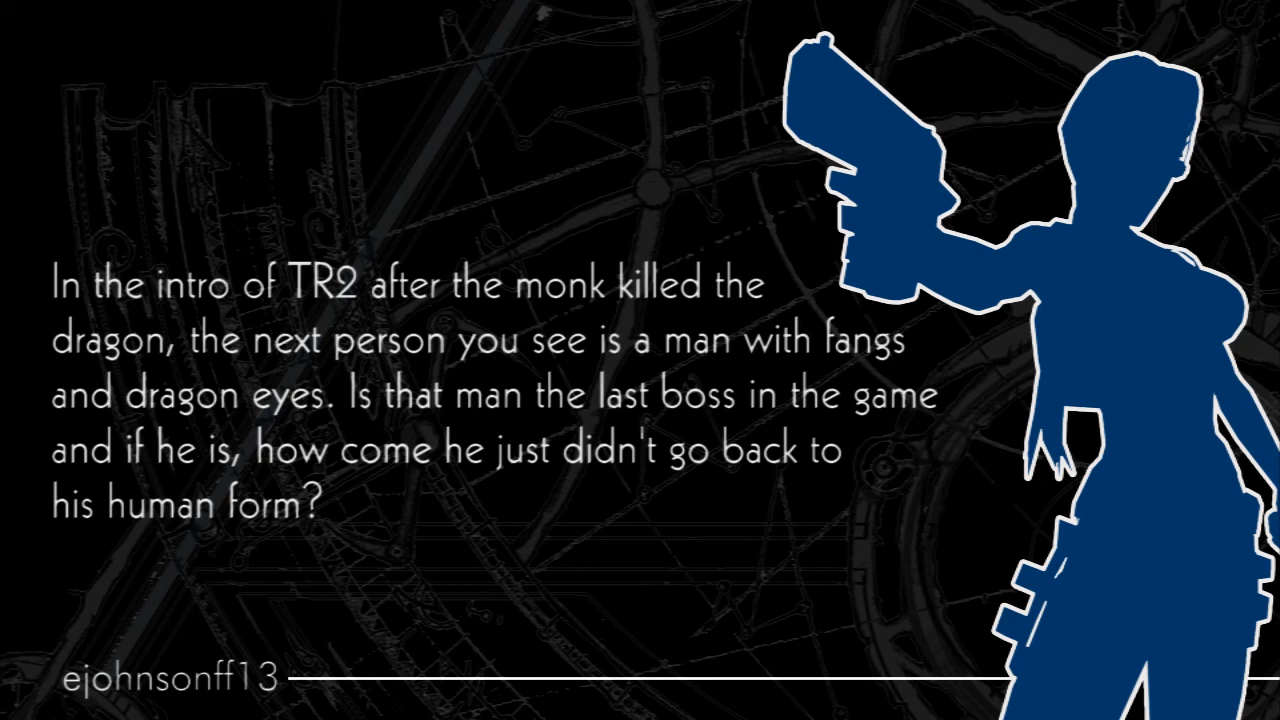 In the intro of TR2 after the monk killed the
dragon, the next person you see is a man with fangs
and dragon eyes. Is that man the last boss in the game
and if he is, how come he just didn't go back to
his human form?
ejohnsonff13